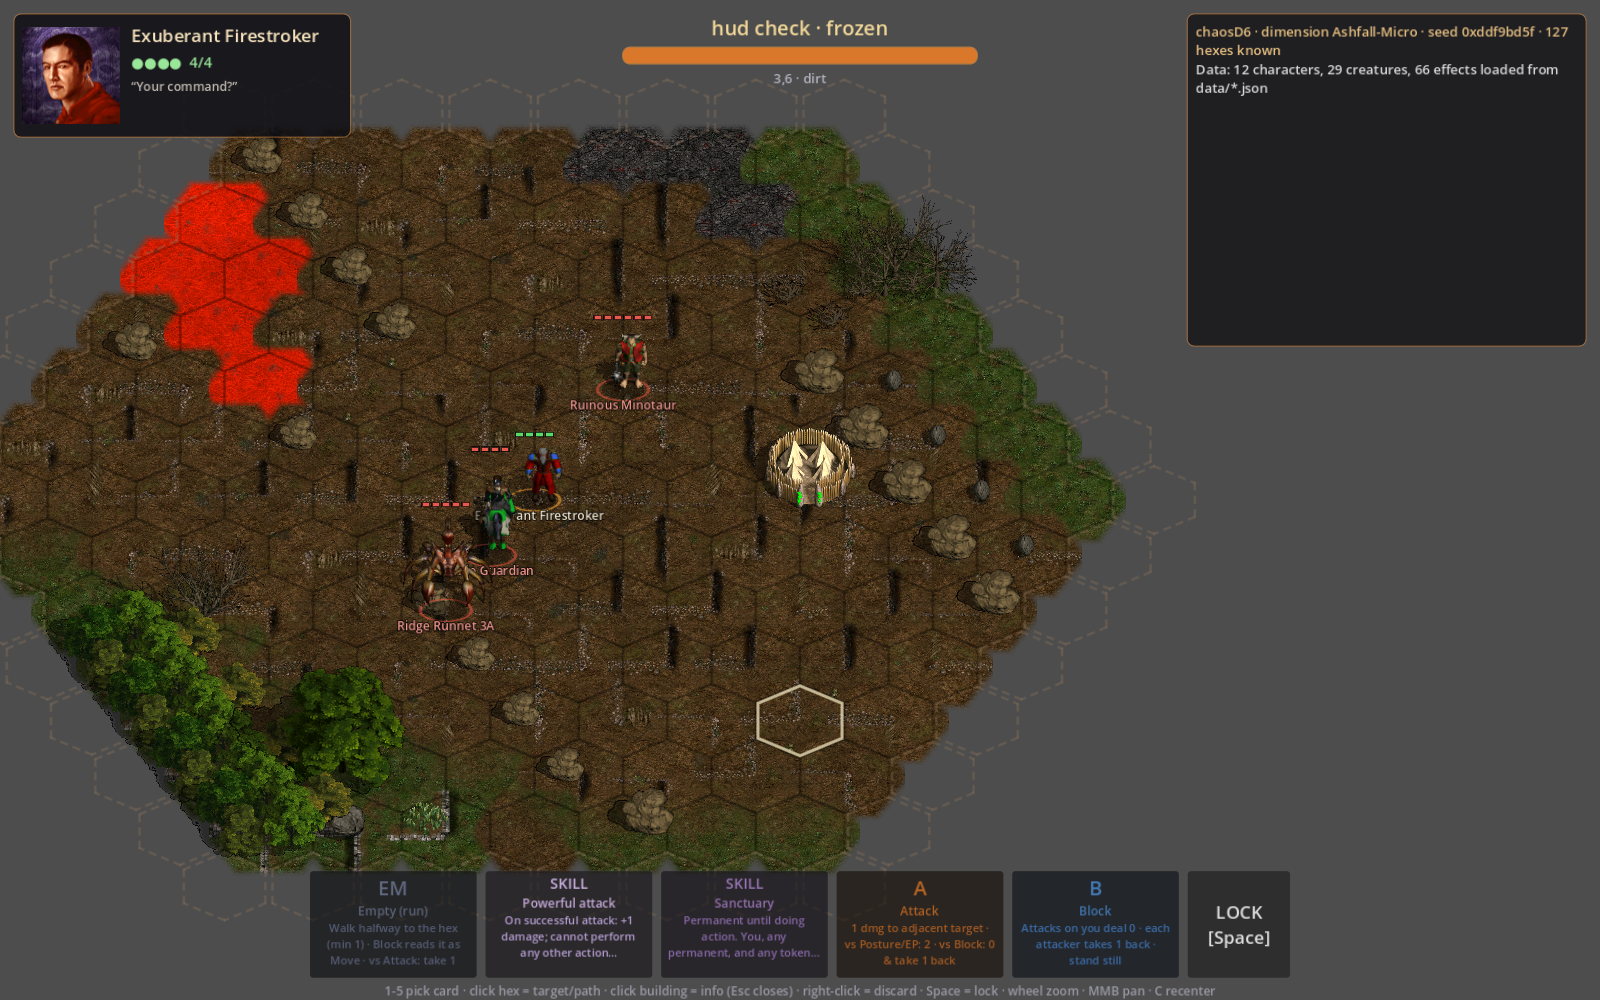 Exuberant Firestroker
4/4
“Your command?”
hud check · frozen
3,6 · dirt
chaosD6 · dimension Ashfall-Micro · seed 0xddf9bd5f · 127
hexes known
Data: 12 characters, 29 creatures, 66 effects loaded from
data/*.json
Ruinous Minotaur
ant Firestroker
Guardian
Ridge Runnet 3A
EM
Empty (run)
Walk halfway to the hex
(min 1) · Block reads it as
Move · vs Attack: take 1
SKILL
Powerful attack
On successful attack: +1
damage; cannot perform
any other action...
SKILL
Sanctuary
Permanent until doing
action. You, any
permanent, and any token...
A
Attack
1 dmg to adjacent target ·
vs Posture/EP: 2 · vs Block: 0
& take 1 back
B
Block
Attacks on you deal 0 · each
attacker takes 1 back ·
stand still
LOCK
[Space]
1-5 pick card · click hex = target/path · click building = info (Esc closes) · right-click = discard · Space = lock · wheel zoom · MMB pan · C recenter